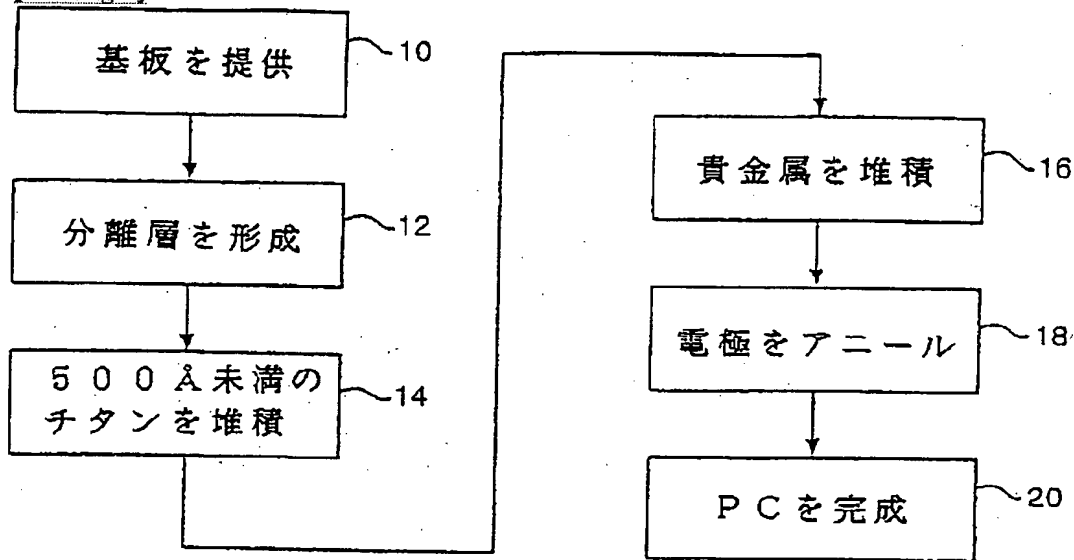 基板を提供
10
分離層を形成
12
５００Å未満の
チタンを堆積
14
貴金属を堆積
16
電極をアニール
18
ＰＣを完成
20